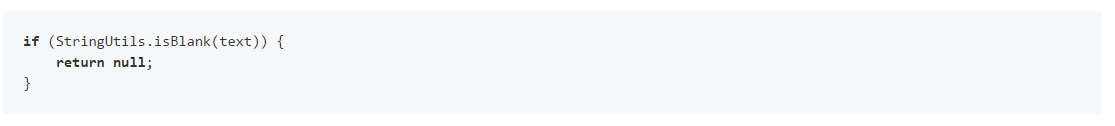 if (StringUtils.isBlank(text)) {
    return null;
}